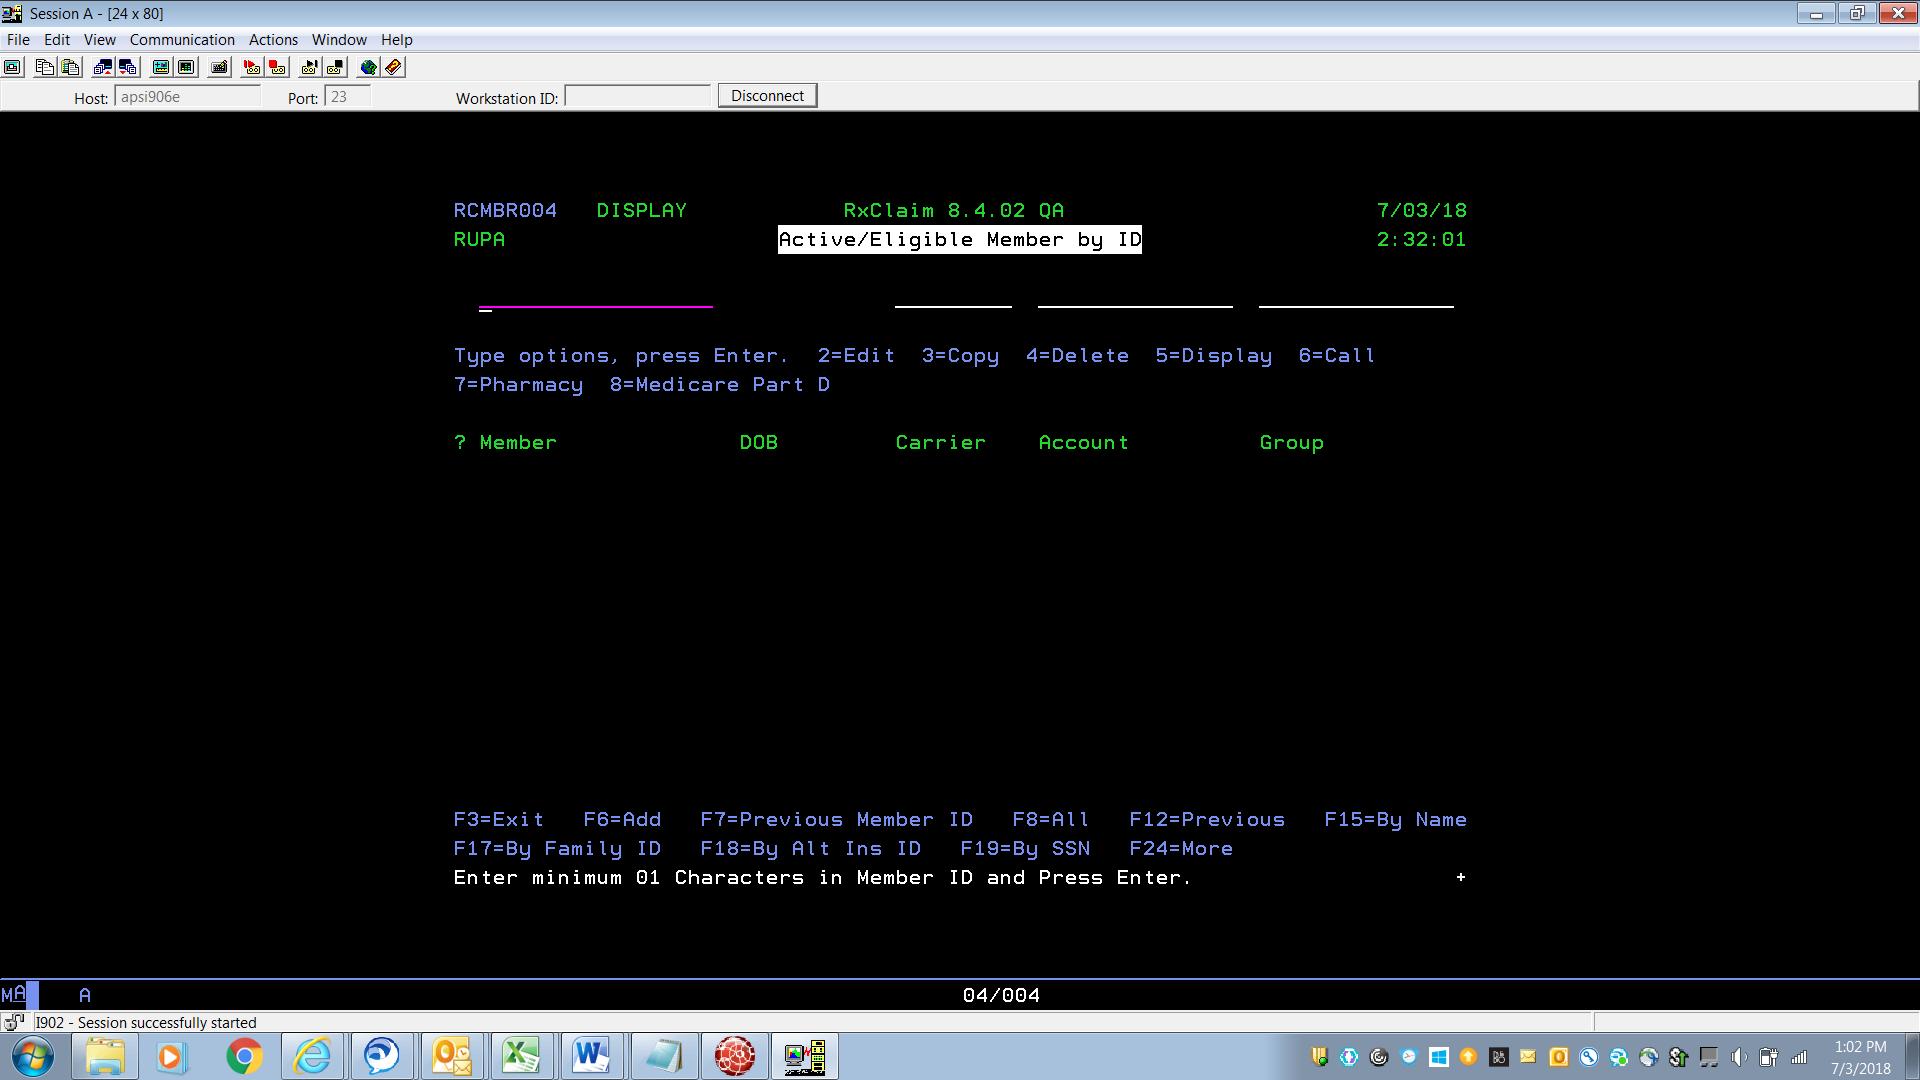 Session A - [24 x 80]
File Edit View Communication Actions Window Help
Host: apsi906e Port: 23 Workstation ID: Disconnect
RCMBR004 DISPLAY RxClaim 8.4.02 QA 7/03/18
RUPA Active/Eligible Member by ID 2:32:01
Type options, press Enter. 2=Edit 3=Copy 4=Delete 5=Display 6=Call
7=Pharmacy 8=Medicare Part D
? Member DOB Carrier Account Group
F3=Exit F6=Add F7=Previous Member ID F8=All F12=Previous F15=By Name
F17=By Family ID F18=By Alt Ins ID F19=By SSN F24=More
Enter minimum 01 Characters in Member ID and Press Enter. +
MA A 04/004
I902 - Session successfully started
1:02 PM
7/3/2018